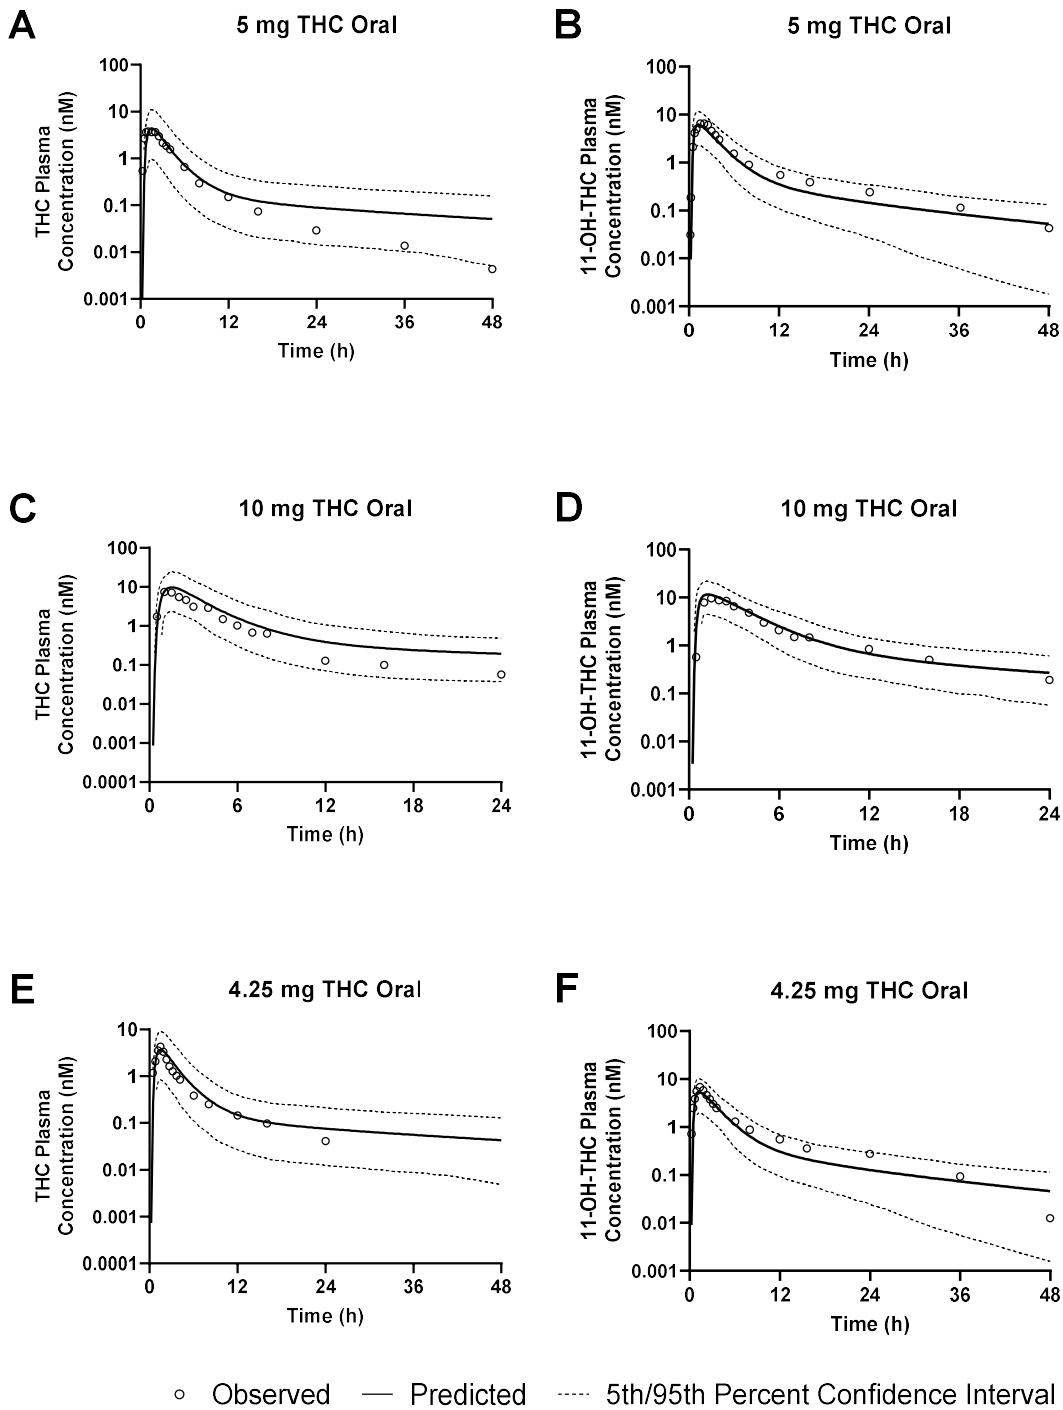 A
5 mg THC Oral
THC Plasma
Concentration (nM)
100
10
1
0.1
0.01
0.001
0 12 24 36 48
Time (h)
B
5 mg THC Oral
11-OH-THC Plasma
Concentration (nM)
100
10
1
0.1
0.01
0.001
0 12 24 36 48
Time (h)
C
10 mg THC Oral
THC Plasma
Concentration (nM)
100
10
1
0.1
0.01
0.001
0.0001
0 6 12 18 24
Time (h)
D
10 mg THC Oral
11-OH-THC Plasma
Concentration (nM)
100
10
1
0.1
0.01
0.001
0 6 12 18 24
Time (h)
E
4.25 mg THC Oral
THC Plasma
Concentration (nM)
10
1
0.1
0.01
0.001
0.0001
0 12 24 36 48
Time (h)
F
4.25 mg THC Oral
11-OH-THC Plasma
Concentration (nM)
100
10
1
0.1
0.01
0.001
0 12 24 36 48
Time (h)
Observed Predicted 5th/95th Percent Confidence Interval